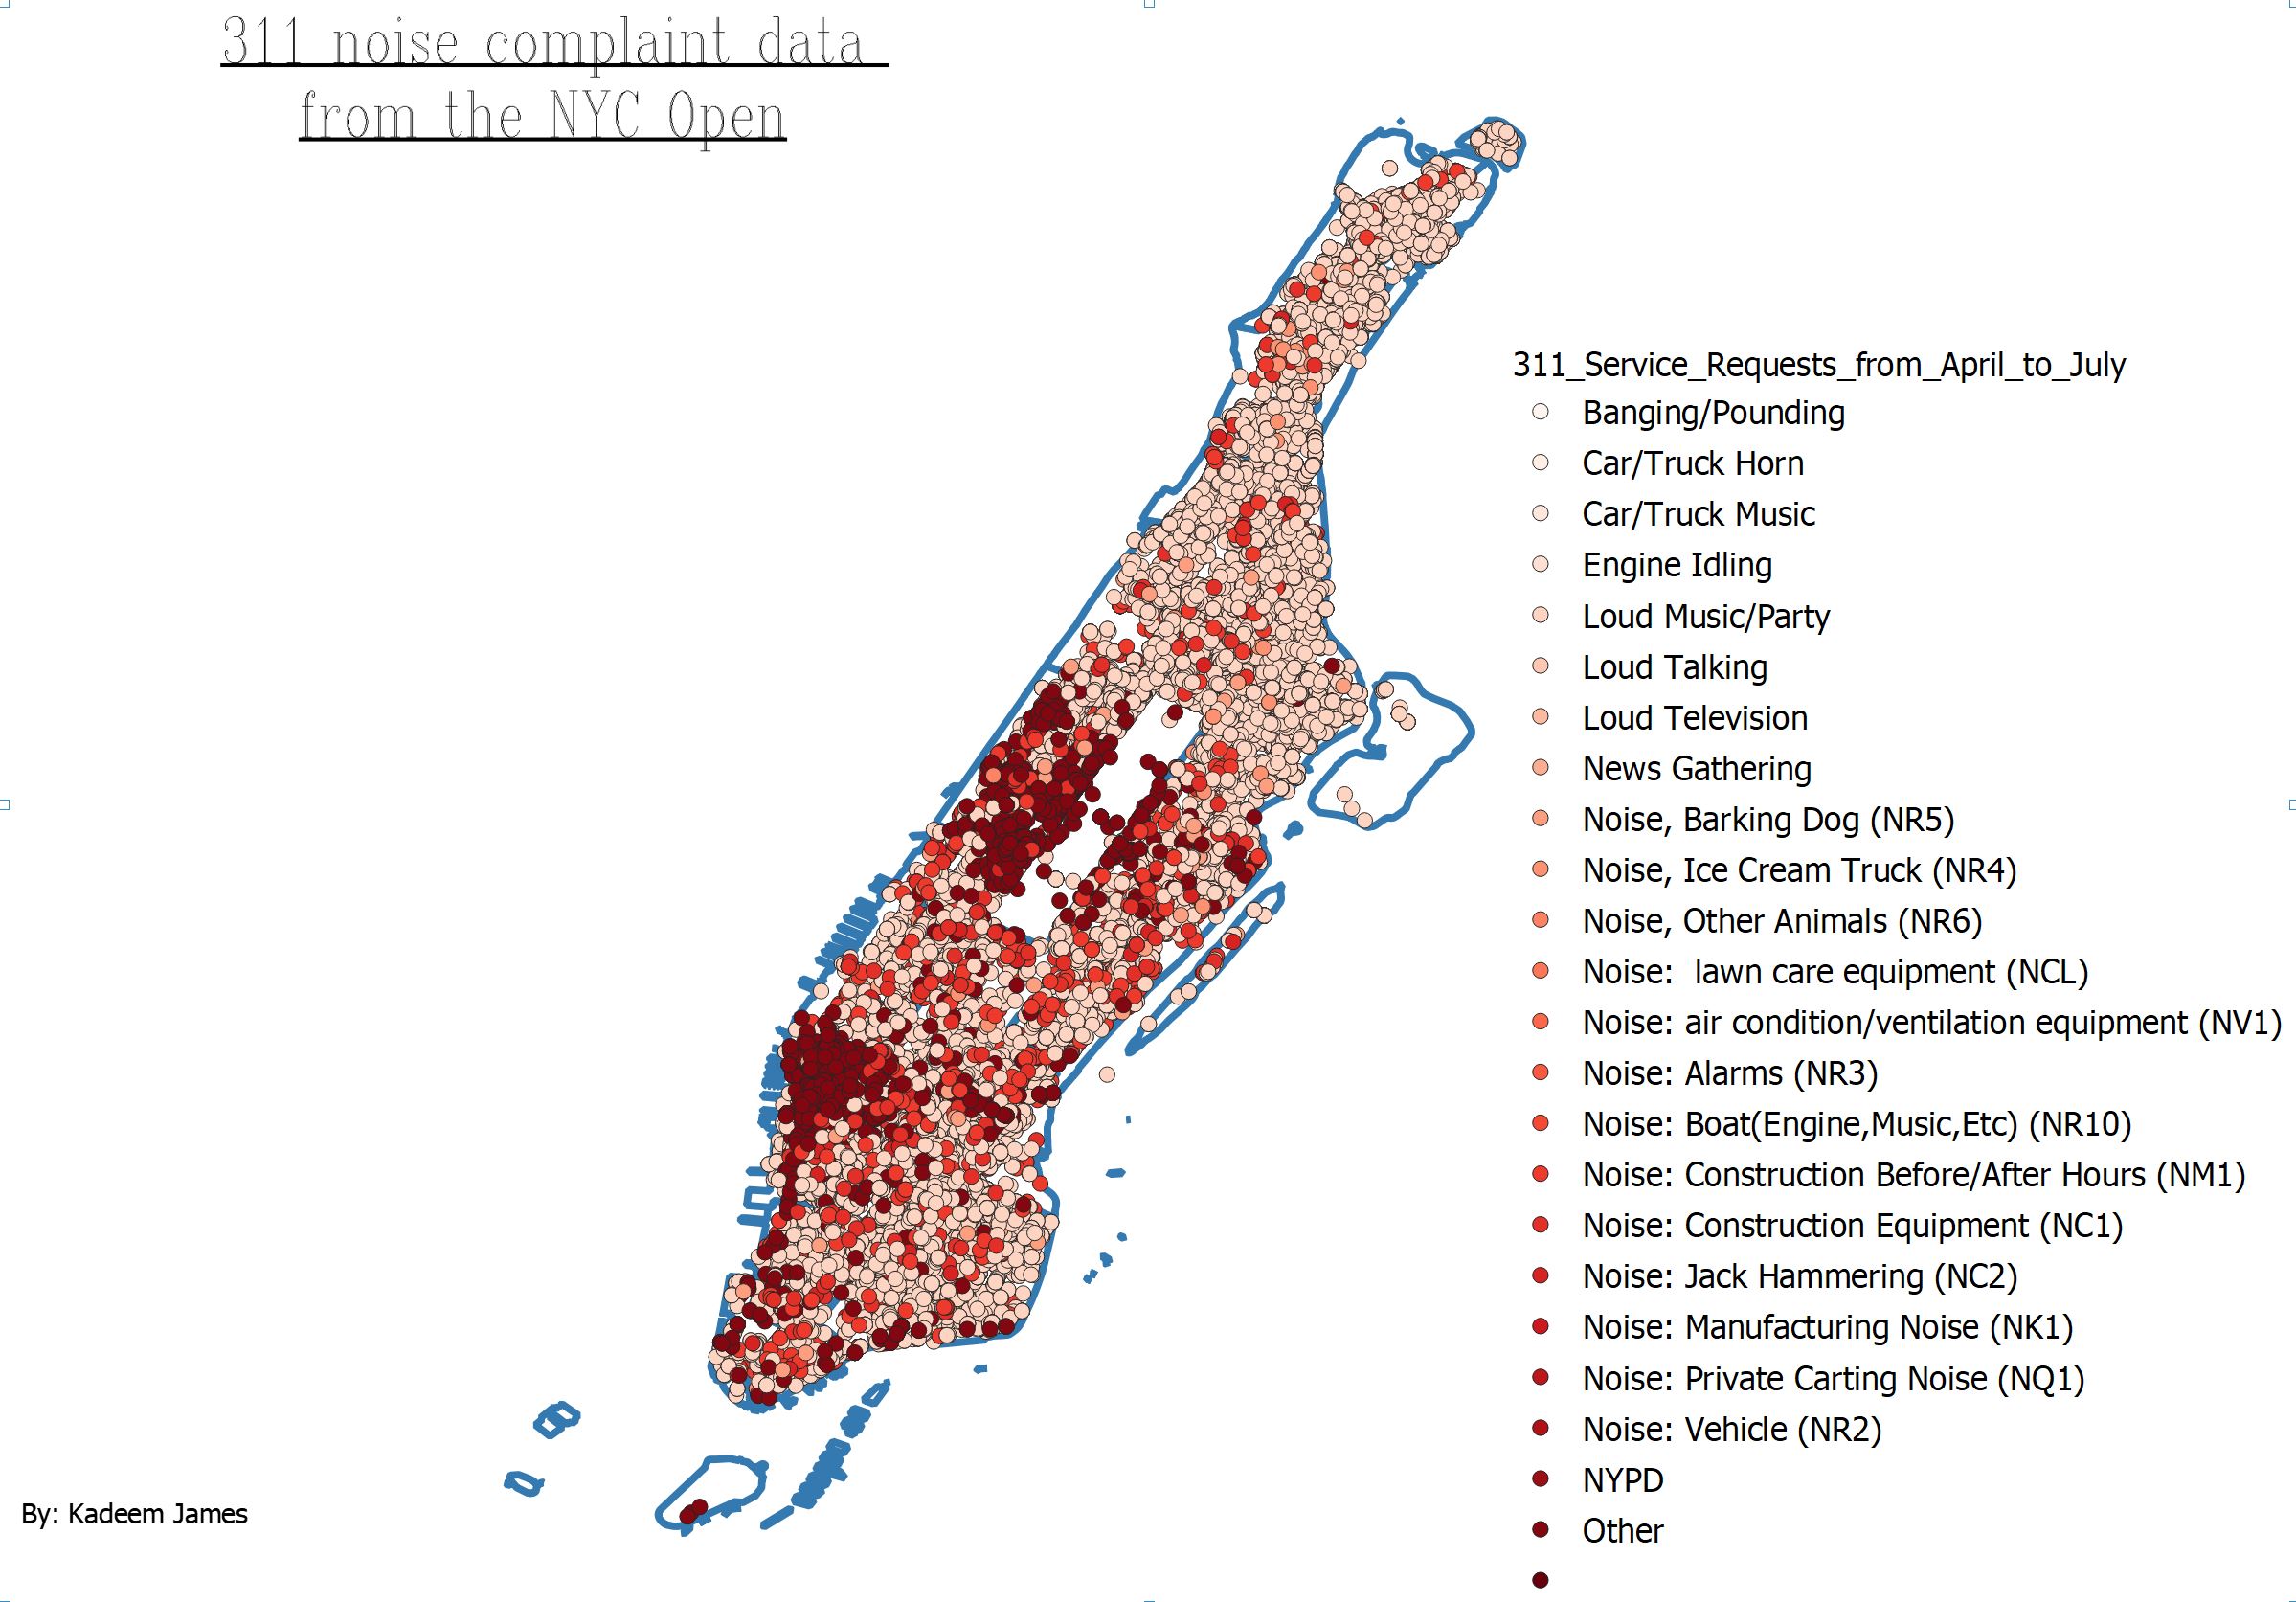 311 noise complaint data
from the NYC Open
311_Service_Requests_from_April_to_July
Banging/Pounding
Car/Truck Horn
Car/Truck Music
Engine Idling
Loud Music/Party
Loud Talking
Loud Television
News Gathering
Noise, Barking Dog (NR5)
Noise, Ice Cream Truck (NR4)
Noise, Other Animals (NR6)
Noise:  lawn care equipment (NCL)
Noise: air condition/ventilation equipment (NV1)
Noise: Alarms (NR3)
Noise: Boat(Engine,Music,Etc) (NR10)
Noise: Construction Before/After Hours (NM1)
Noise: Construction Equipment (NC1)
Noise: Jack Hammering (NC2)
Noise: Manufacturing Noise (NK1)
Noise: Private Carting Noise (NQ1)
Noise: Vehicle (NR2)
NYPD
Other
By: Kadeem James